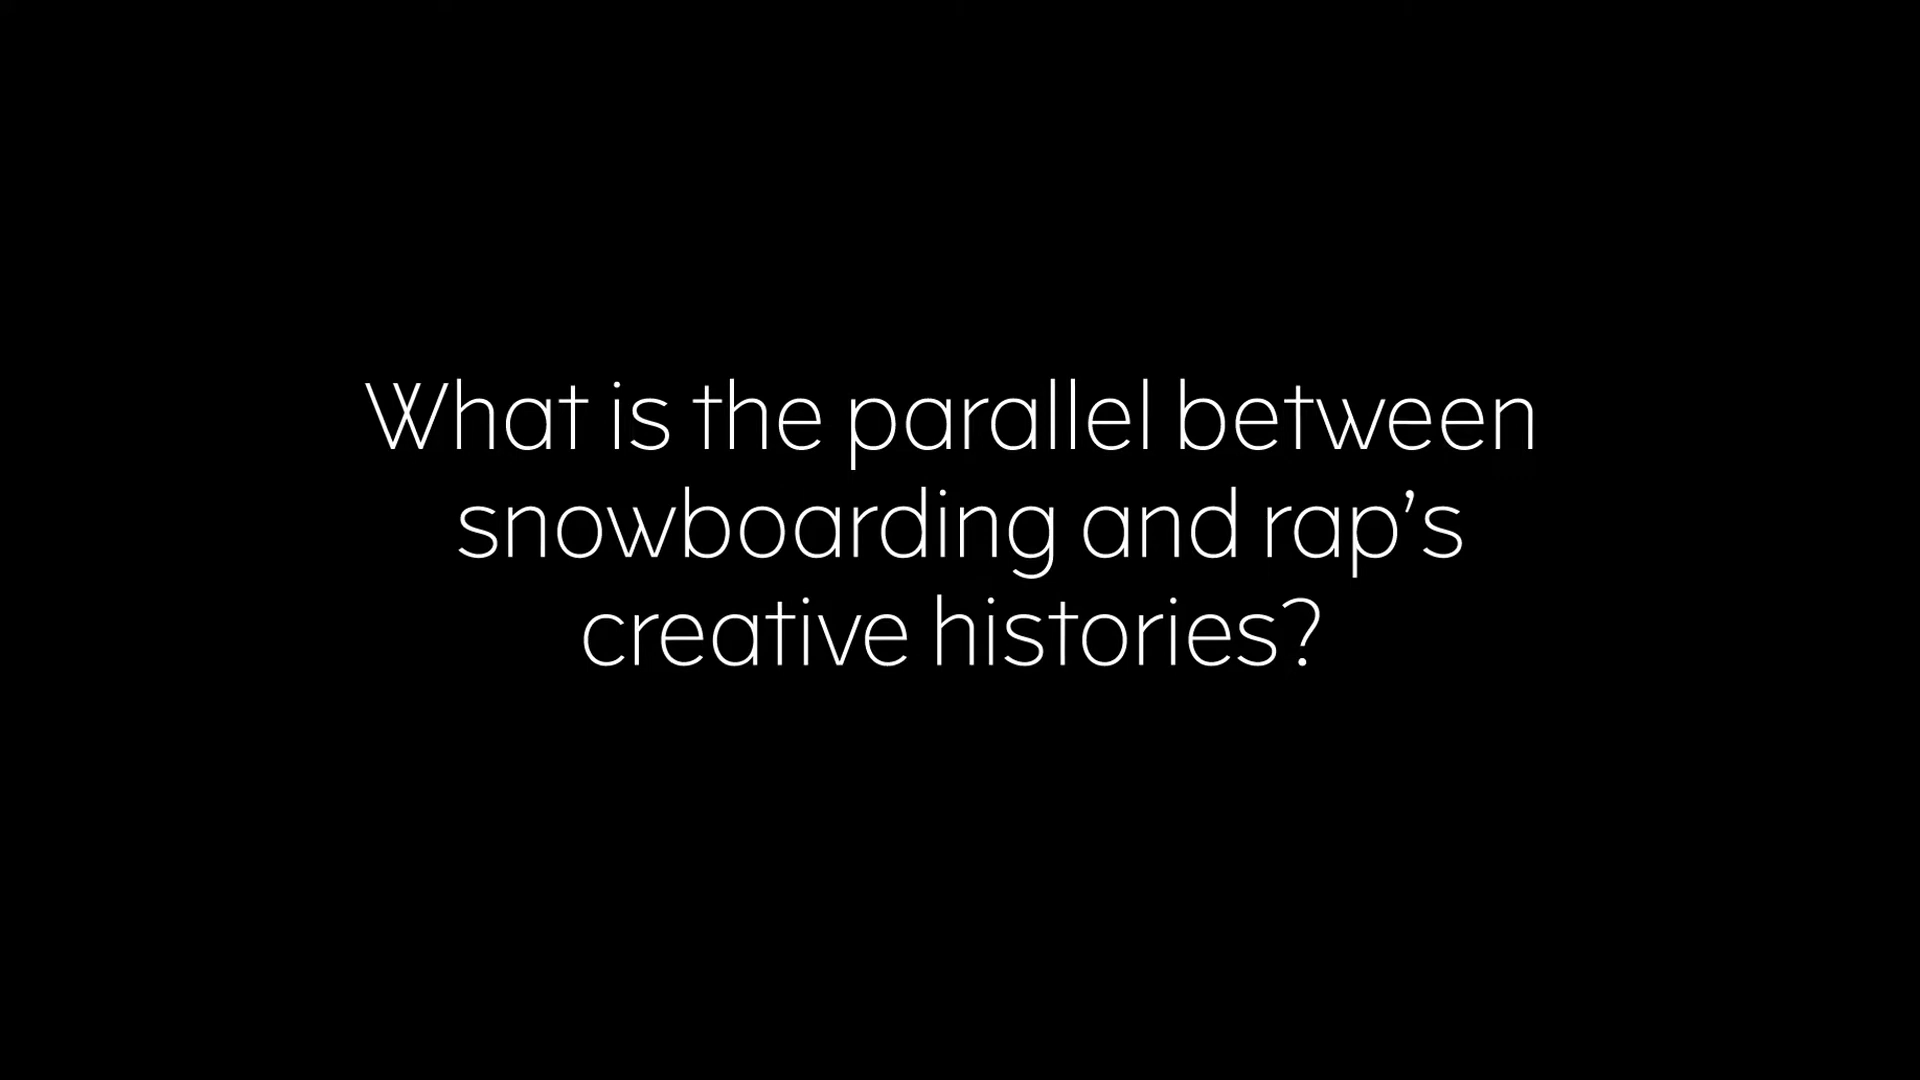 What is the parallel between
snowboarding and rap’s
creative histories?